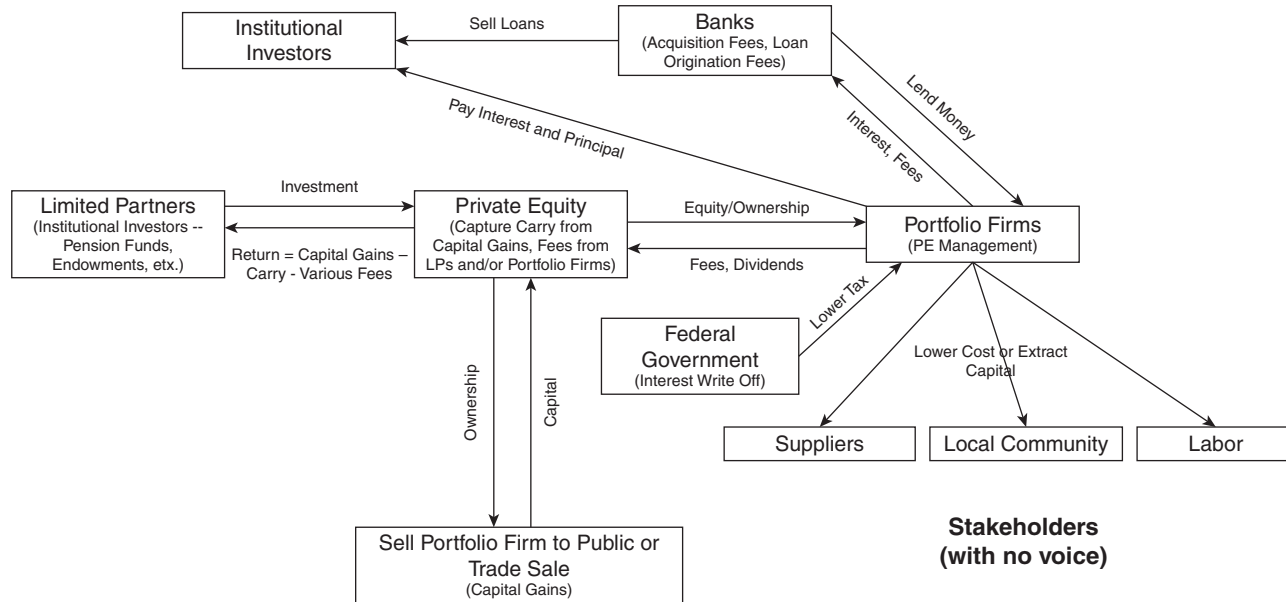 Institutional
Investors
Sell Loans
Banks
(Acquisition Fees, Loan
Origination Fees)
Lend Money
Interest, Fees
Pay Interest and Principal
Limited Partners
(Institutional Investors --
Pension Funds,
Endowments, etx.)
Investment
Return = Capital Gains –
Carry - Various Fees
Private Equity
(Capture Carry from
Capital Gains, Fees from
LPs and/or Portfolio Firms)
Equity/Ownership
Fees, Dividends
Portfolio Firms
(PE Management)
Lower Tax
Federal
Government
(Interest Write Off)
Lower Cost or Extract
Capital
Ownership
Capital
Suppliers
Local Community
Labor
Stakeholders
(with no voice)
Sell Portfolio Firm to Public or
Trade Sale
(Capital Gains)